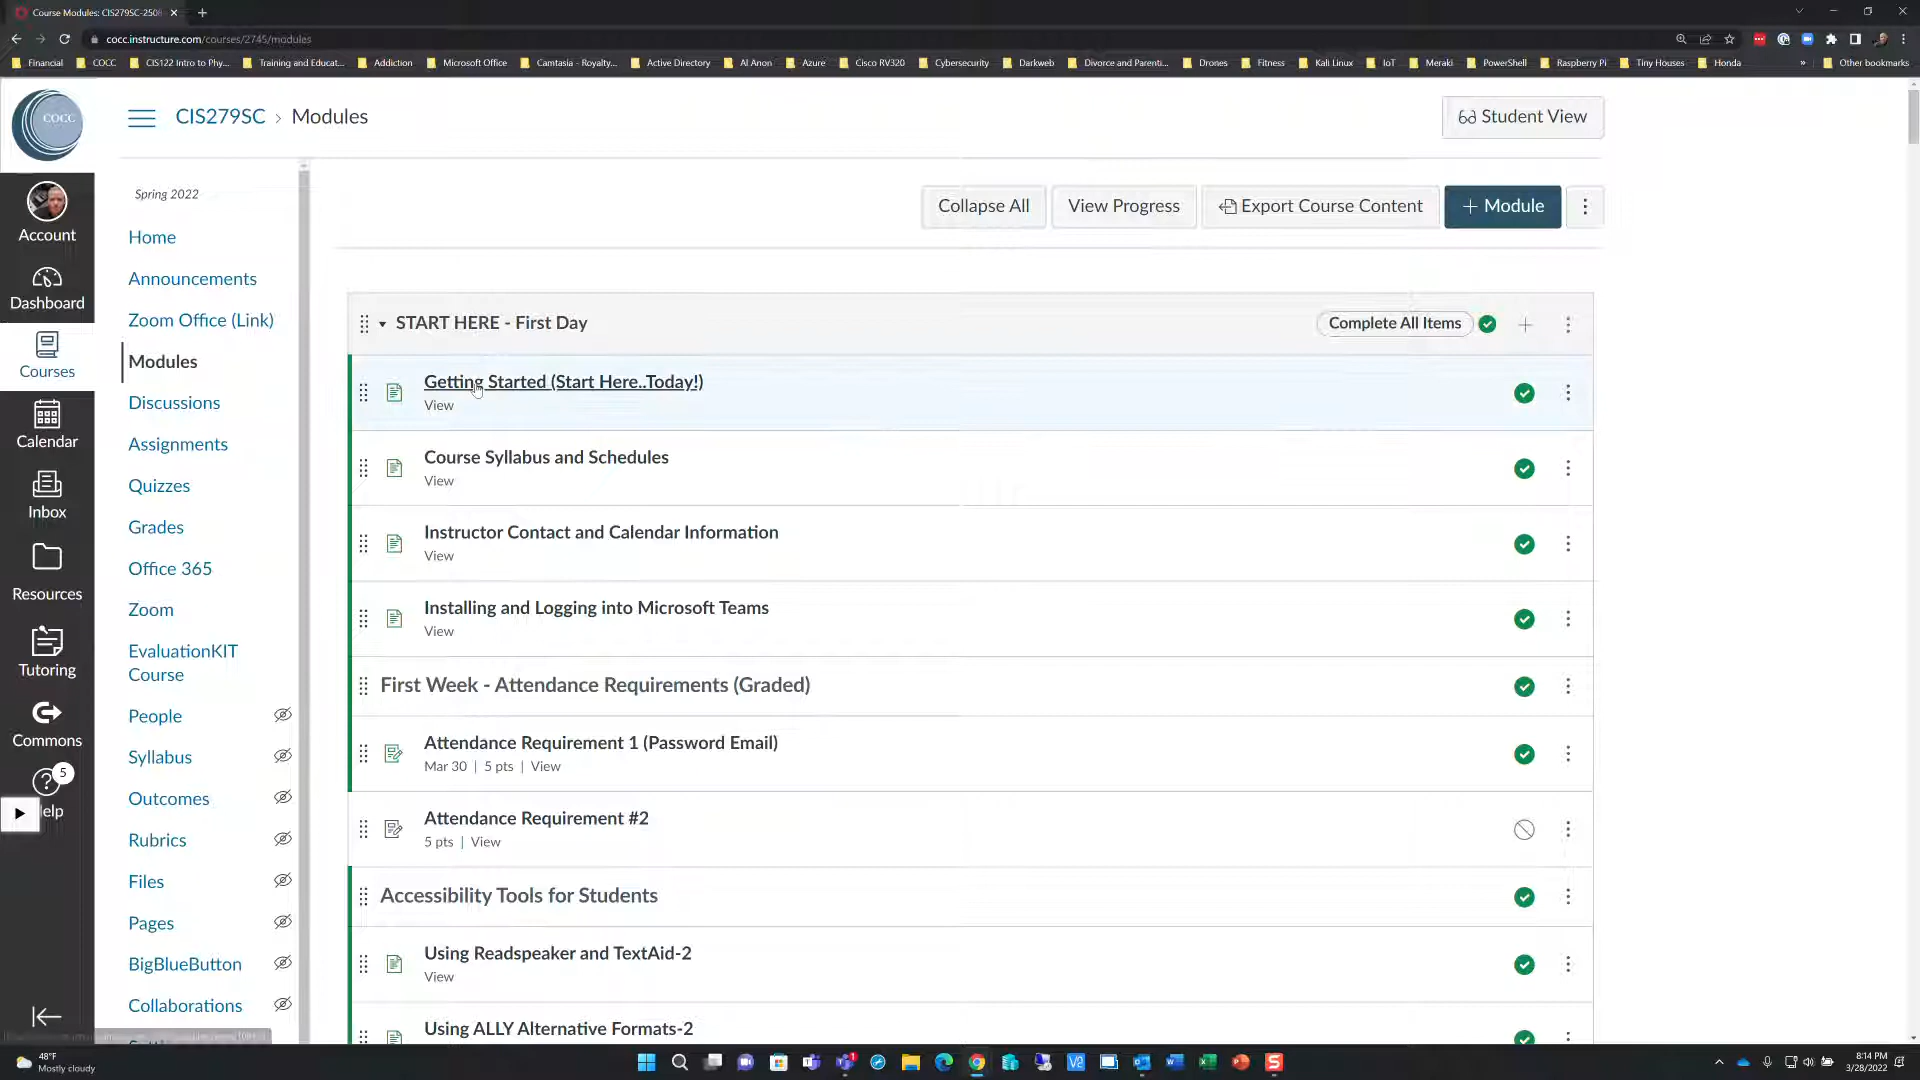 Course Modules: CIS279SC-250
cocc.instructure.com/courses/2745/modules
Financial
COCC
CIS122 Intro to Phy...
Training and Educat...
Addiction
Microsoft Office
Camtasia - Royalty...
Active Directory
Al Anon
Azure
Cisco RV320
Cybersecurity
Darkweb
Divorce and Parenti...
Drones
Fitness
Kali Linux
IoT
Meraki
PowerShell
Raspberry Pi
Tiny Houses
Honda
»
Other bookmarks
COCC
CIS279SC › Modules
Student View
Account
Dashboard
Courses
Calendar
Inbox
Resources
Tutoring
Commons
5
elp
Spring 2022
Home
Announcements
Zoom Office (Link)
Modules
Discussions
Assignments
Quizzes
Grades
Office 365
Zoom
EvaluationKIT
Course
People
Syllabus
Outcomes
Rubrics
Files
Pages
BigBlueButton
Collaborations
Collapse All
View Progress
Export Course Content
+ Module
START HERE - First Day
Complete All Items
Getting Started (Start Here..Today!)
View
Course Syllabus and Schedules
View
Instructor Contact and Calendar Information
View
Installing and Logging into Microsoft Teams
View
First Week - Attendance Requirements (Graded)
Attendance Requirement 1 (Password Email)
Mar 30 | 5 pts | View
Attendance Requirement #2
5 pts | View
Accessibility Tools for Students
Using Readspeaker and TextAid-2
View
Using ALLY Alternative Formats-2
48°F
Mostly cloudy
8:14 PM
3/28/2022